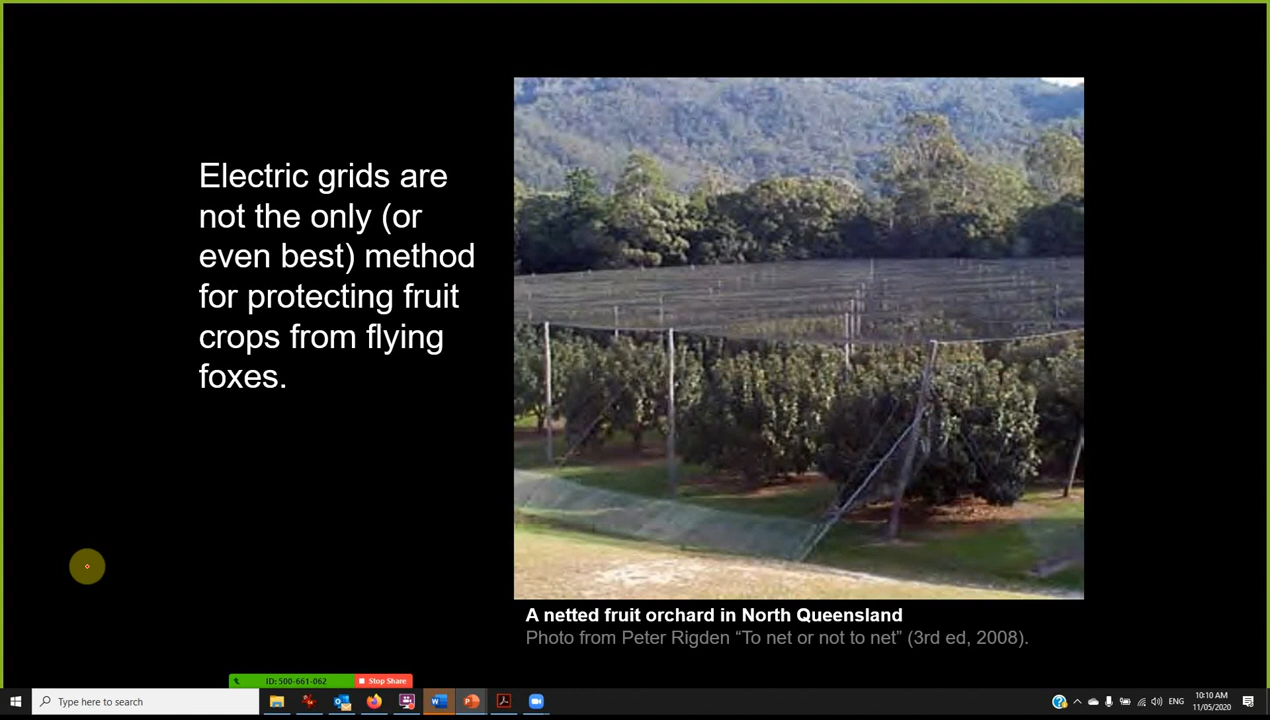 Electric grids are
not the only (or
even best) method
for protecting fruit
crops from flying
foxes.
A netted fruit orchard in North Queensland
Photo from Peter Rigden “To net or not to net” (3rd ed, 2008).
ID: 500-661-062
Stop Share
Type here to search
ENG
10:10 AM
11/05/2020